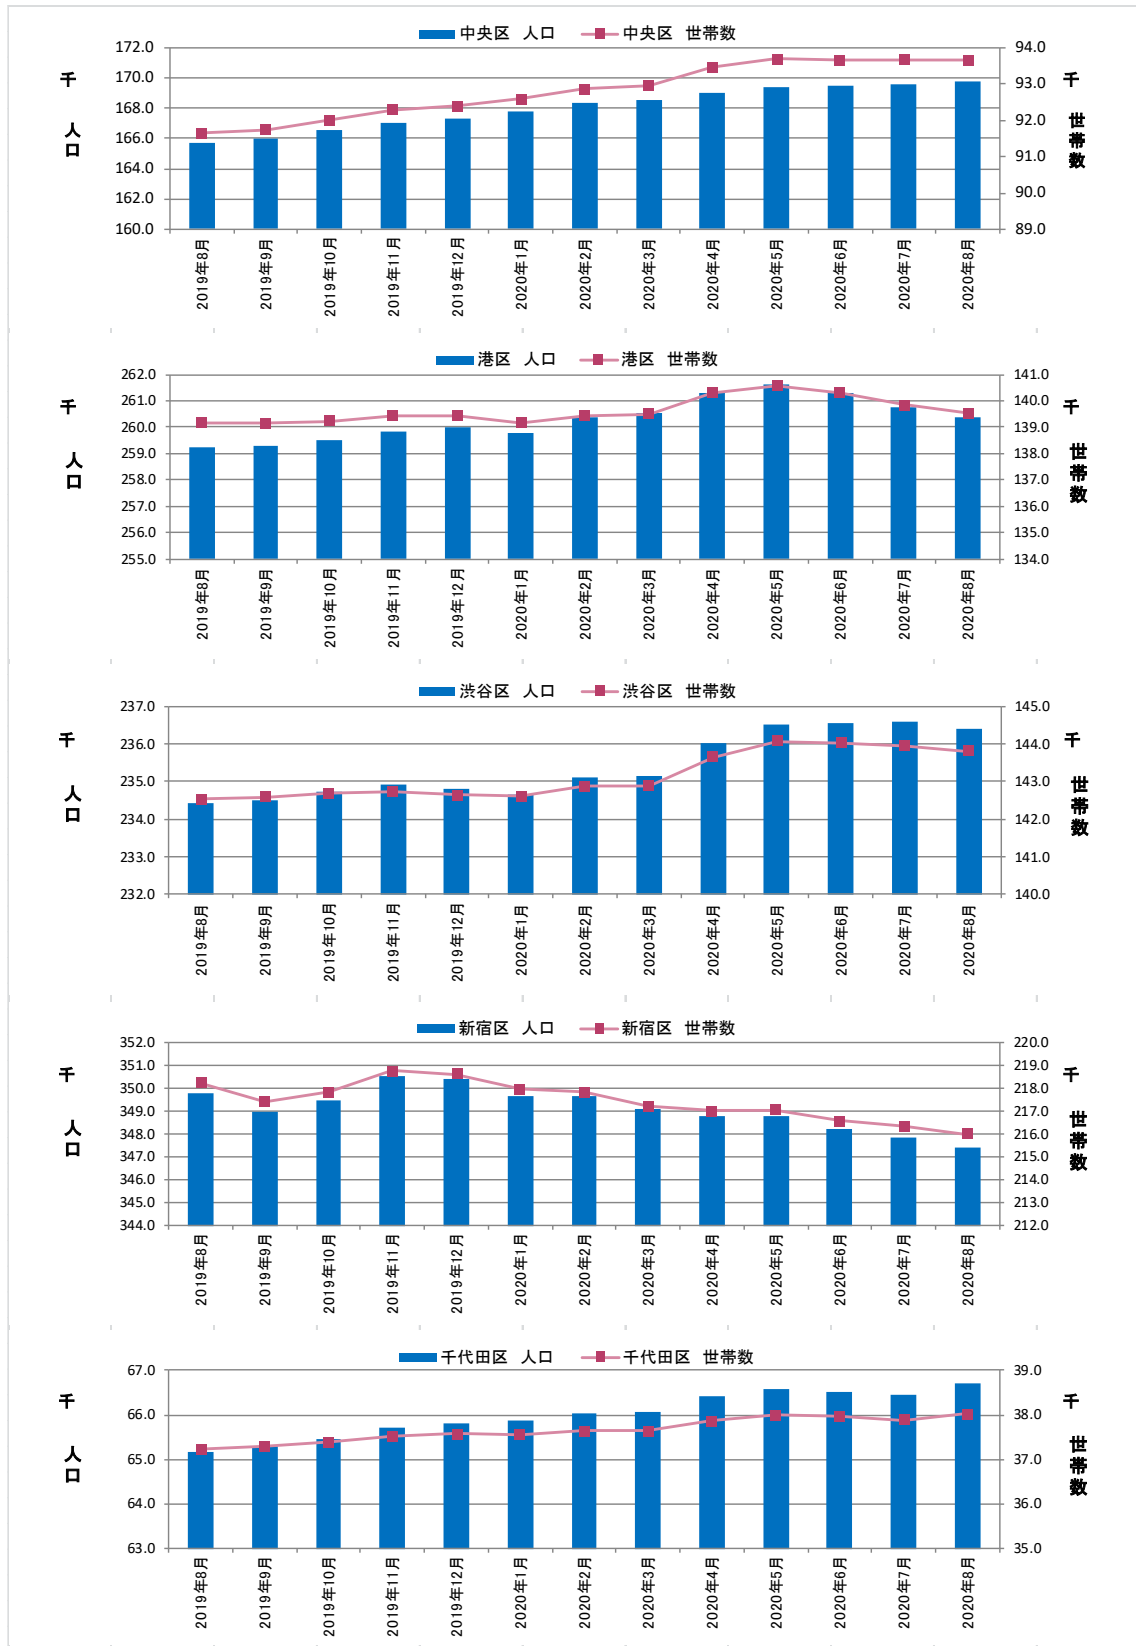 中央区 人口 中央区 世帯数
千 人口
172.0
170.0
168.0
166.0
164.0
162.0
160.0
千 世帯数
94.0
93.0
92.0
91.0
90.0
89.0
2019年8月
2019年9月
2019年10月
2019年11月
2019年12月
2020年1月
2020年2月
2020年3月
2020年4月
2020年5月
2020年6月
2020年7月
2020年8月
港区 人口 港区 世帯数
千 人口
262.0
261.0
260.0
259.0
258.0
257.0
256.0
255.0
千 世帯数
141.0
140.0
139.0
138.0
137.0
136.0
135.0
134.0
2019年8月
2019年9月
2019年10月
2019年11月
2019年12月
2020年1月
2020年2月
2020年3月
2020年4月
2020年5月
2020年6月
2020年7月
2020年8月
渋谷区 人口 渋谷区 世帯数
千 人口
237.0
236.0
235.0
234.0
233.0
232.0
千 世帯数
145.0
144.0
143.0
142.0
141.0
140.0
2019年8月
2019年9月
2019年10月
2019年11月
2019年12月
2020年1月
2020年2月
2020年3月
2020年4月
2020年5月
2020年6月
2020年7月
2020年8月
新宿区 人口 新宿区 世帯数
千 人口
352.0
351.0
350.0
349.0
348.0
347.0
346.0
345.0
344.0
千 世帯数
220.0
219.0
218.0
217.0
216.0
215.0
214.0
213.0
212.0
2019年8月
2019年9月
2019年10月
2019年11月
2019年12月
2020年1月
2020年2月
2020年3月
2020年4月
2020年5月
2020年6月
2020年7月
2020年8月
千代田区 人口 千代田区 世帯数
千 人口
67.0
66.0
65.0
64.0
63.0
千 世帯数
39.0
38.0
37.0
36.0
35.0
2019年8月
2019年9月
2019年10月
2019年11月
2019年12月
2020年1月
2020年2月
2020年3月
2020年4月
2020年5月
2020年6月
2020年7月
2020年8月